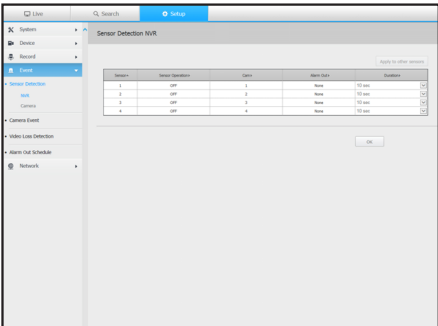 Live
Search
Setup
System
Device
Record
Event
Sensor Detection
NVR
Camera
Camera Event
Video Loss Detection
Alarm Out Schedule
Network
Sensor Detection NVR
Apply to other sensors
Sensor Sensor Operation Cam Alarm Out Duration
1 OFF 1 None 10 sec
2 OFF 2 None 10 sec
3 OFF 3 None 10 sec
4 OFF 4 None 10 sec
OK